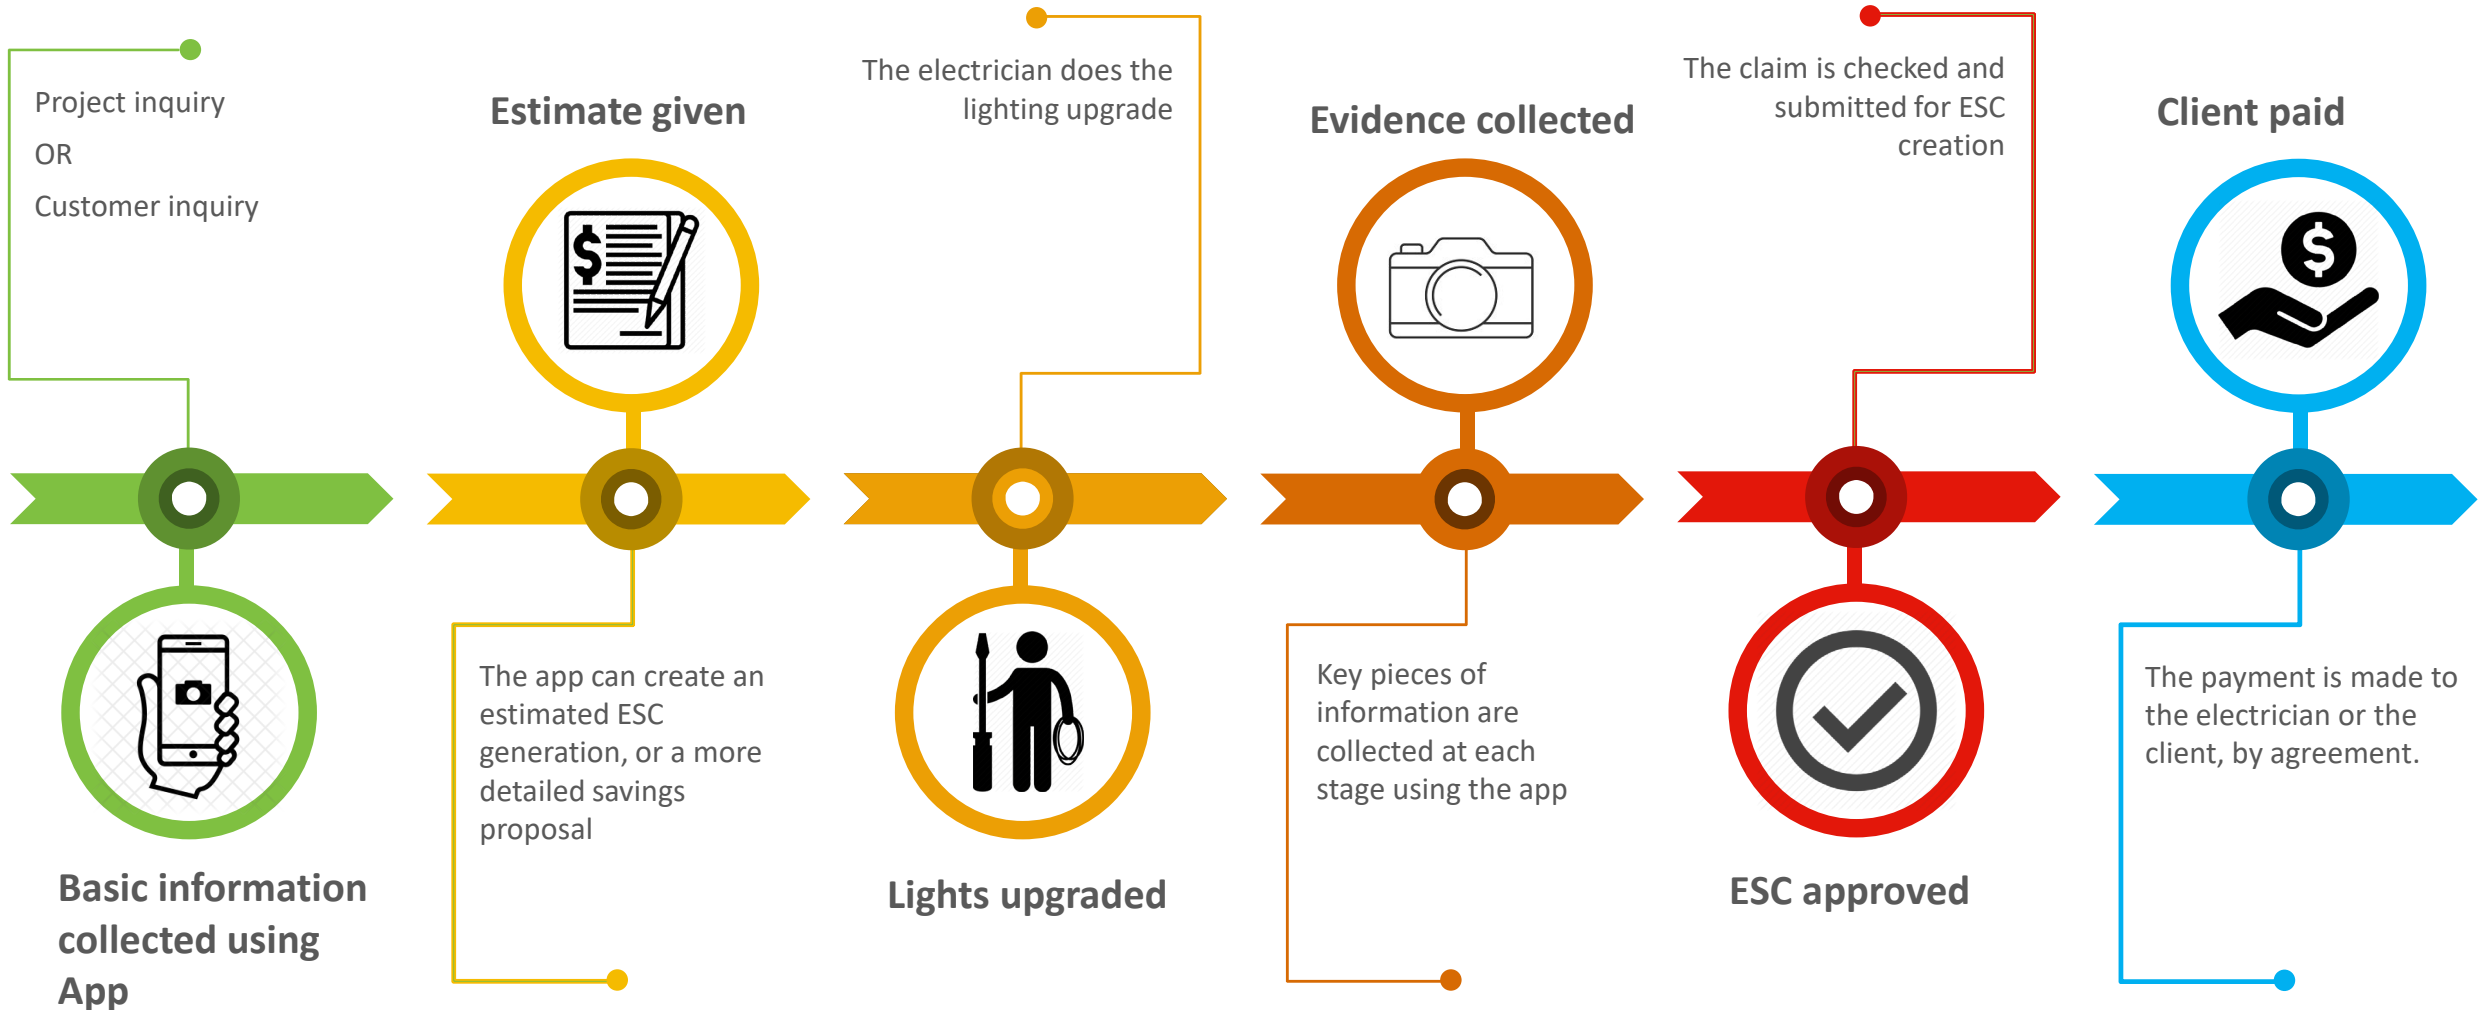 Project inquiry
OR
Customer inquiry
Basic information
collected using
App
Estimate given
$
The app can create an
estimated ESC
generation, or a more
detailed savings
proposal
The electrician does the
lighting upgrade
Lights upgraded
Evidence collected
Key pieces of
information are
collected at each
stage using the app
The claim is checked and
submitted for ESC
creation
ESC approved
Client paid
$
The payment is made to
the electrician or the
client, by agreement.